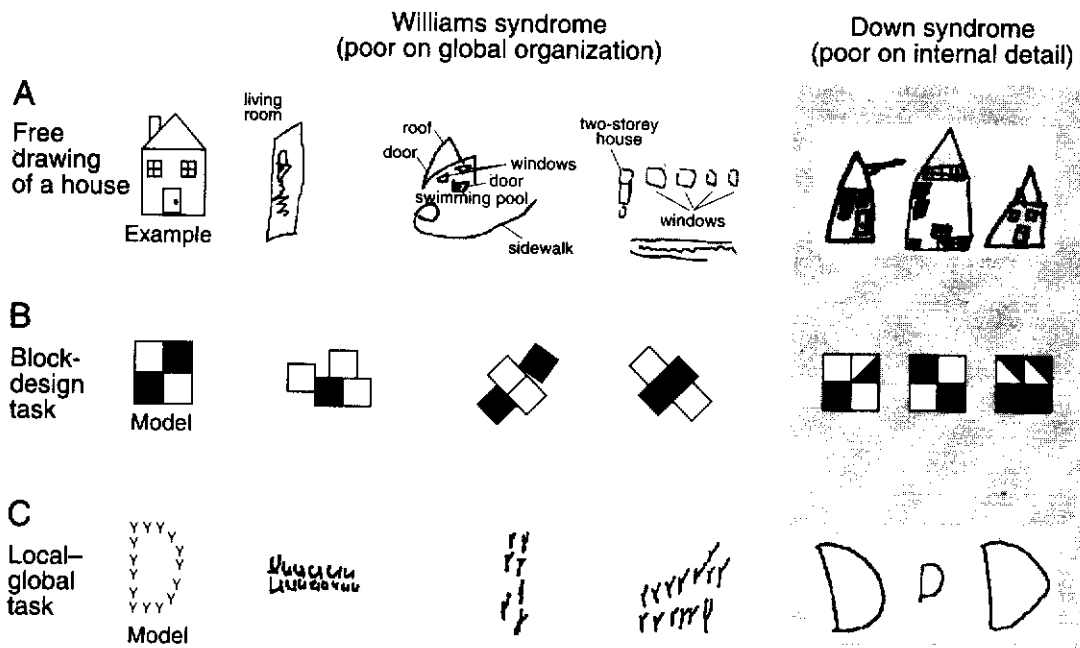 Williams syndrome
(poor on global organization)
Down syndrome
(poor on internal detail)
A
Free
drawing
of a house
Example
living
room
roof
door
windows
door
swimming pool
sidewalk
two-storey
house
windows
B
Block-
design
task
Model
C
Local–
global
task
Y Y Y Y
Y Y
Y Y
Y Y
Y Y
Y Y Y
Model